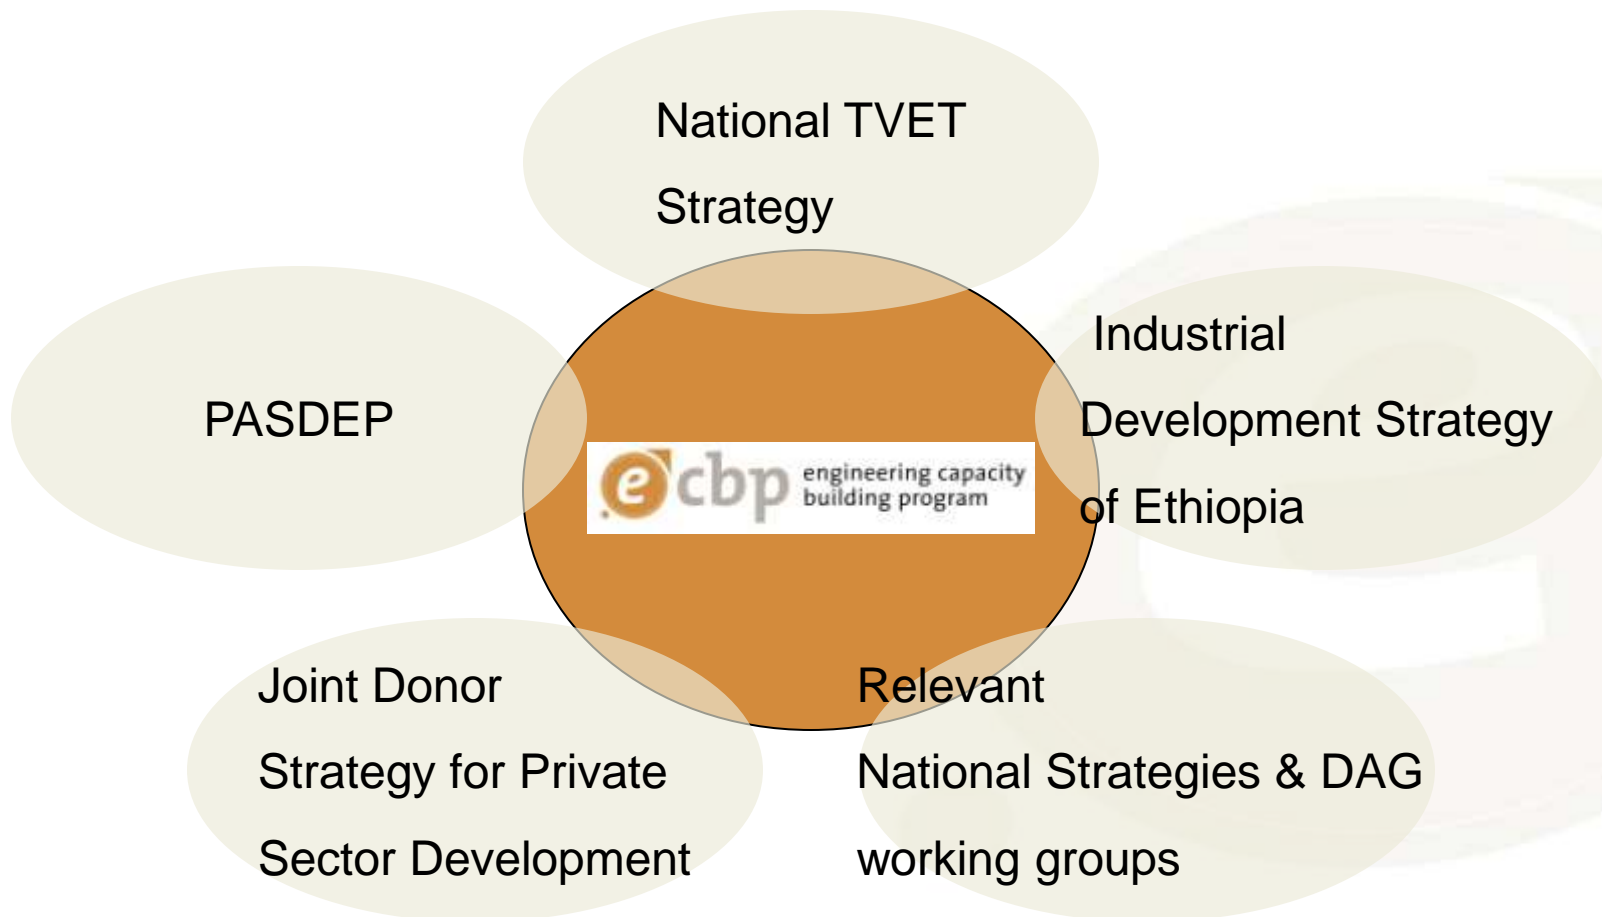 National TVET
Strategy
Industrial
Development Strategy
of Ethiopia
PASDEP
ecbp engineering capacity
building program
Joint Donor
Strategy for Private
Sector Development
Relevant
National Strategies & DAG
working groups